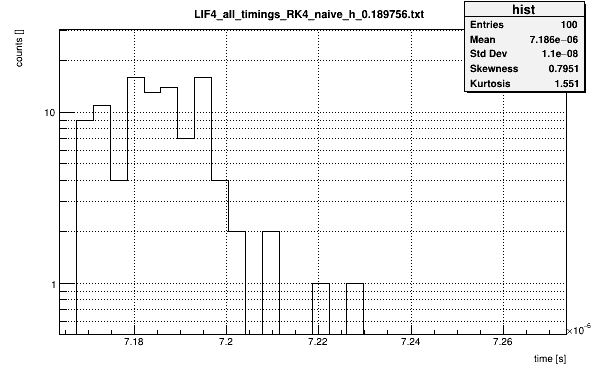 LIF4_all_timings_RK4_naive_h_0.189756.txt
hist
Entries 100
Mean 7.186e−06
Std Dev 1.1e−08
Skewness 0.7951
Kurtosis 1.551
counts []
10
1
7.18 7.2 7.22 7.24 7.26
×10⁻⁶
time [s]